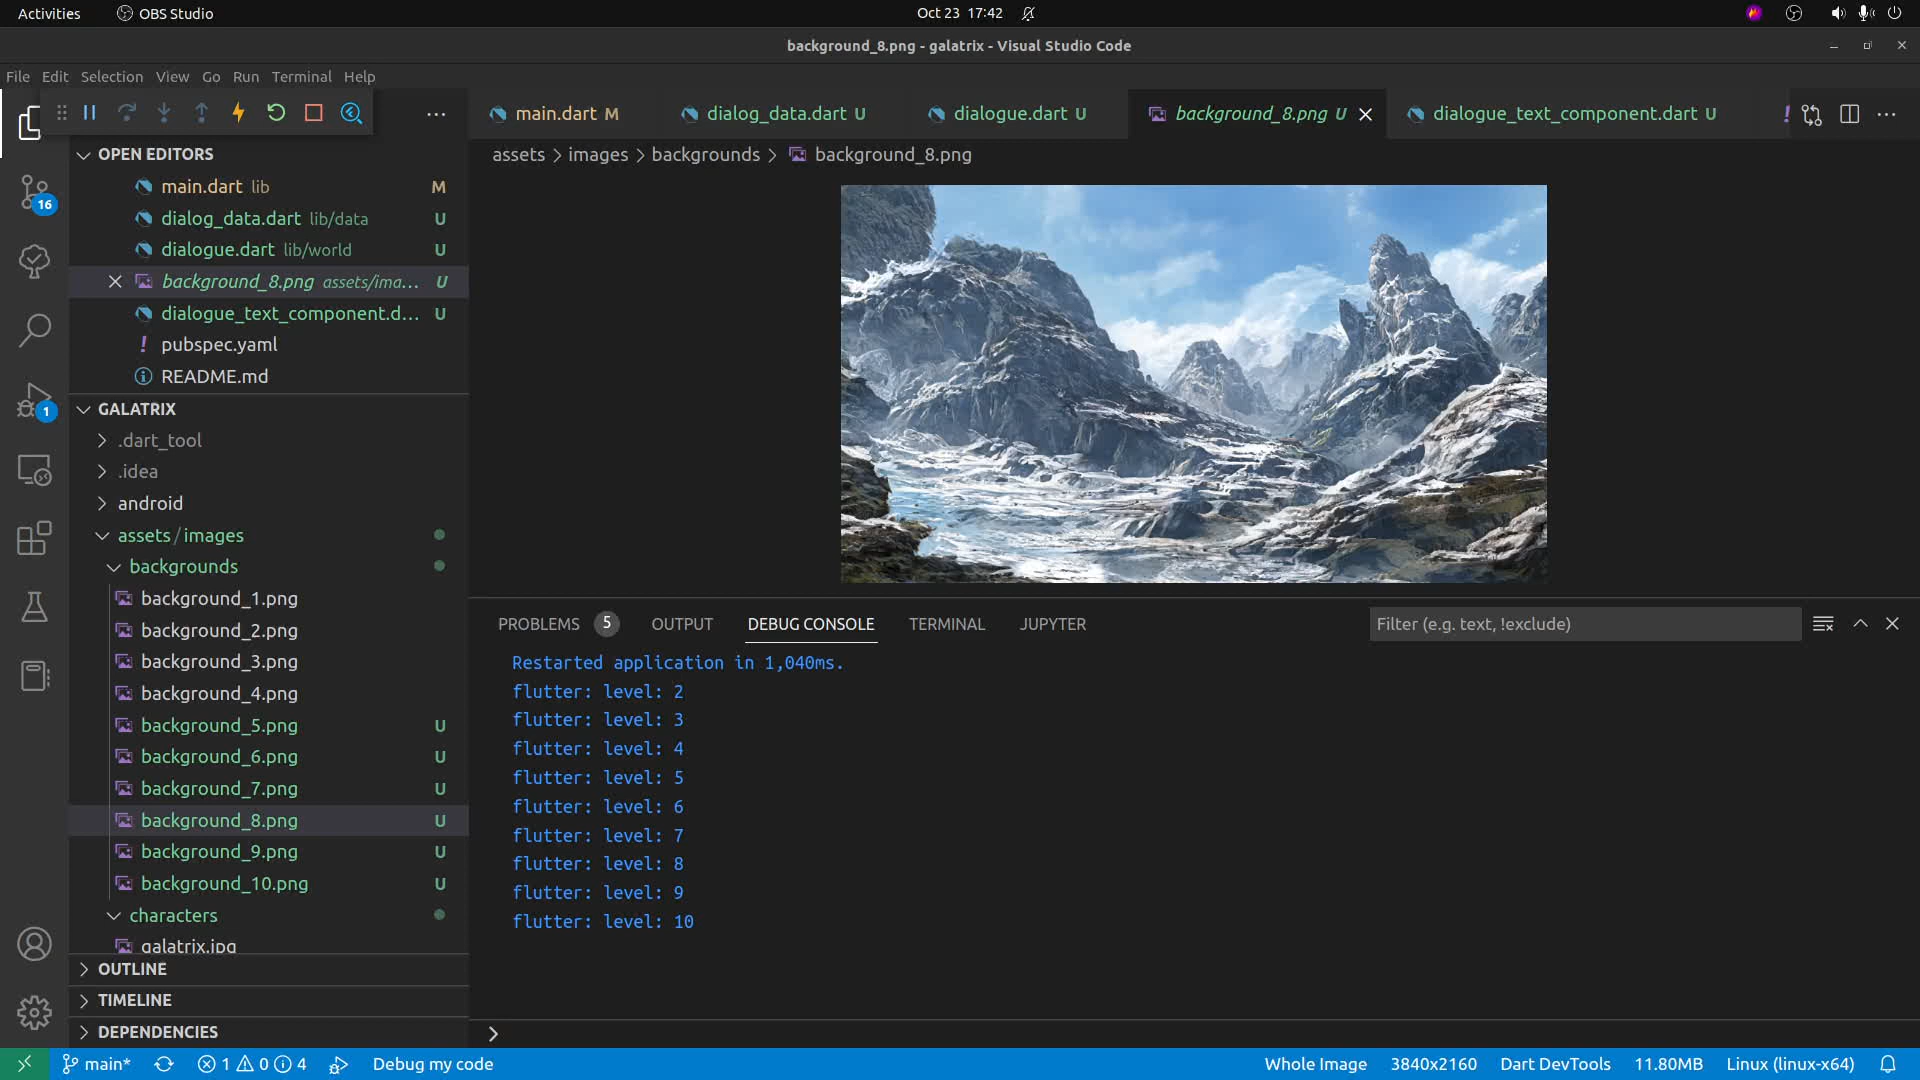 Activities
OBS Studio
Oct 23 17:42
background_8.png - galatrix - Visual Studio Code
File Edit Selection View Go Run Terminal Help
main.dart M
dialog_data.dart U
dialogue.dart U
background_8.png U
dialogue_text_component.dart U
!
assets > images > backgrounds > background_8.png
16
1
OPEN EDITORS
main.dart lib M
dialog_data.dart lib/data U
dialogue.dart lib/world U
background_8.png assets/ima... U
dialogue_text_component.d... U
! pubspec.yaml
README.md
GALATRIX
.dart_tool
.idea
android
assets/images
backgrounds
background_1.png
background_2.png
background_3.png
background_4.png
background_5.png U
background_6.png U
background_7.png U
background_8.png U
background_9.png U
background_10.png U
characters
galatrix.jpg
OUTLINE
TIMELINE
DEPENDENCIES
PROBLEMS 5 OUTPUT DEBUG CONSOLE TERMINAL JUPYTER
Filter (e.g. text, !exclude)
Restarted application in 1,040ms.
flutter: level: 2
flutter: level: 3
flutter: level: 4
flutter: level: 5
flutter: level: 6
flutter: level: 7
flutter: level: 8
flutter: level: 9
flutter: level: 10
main* 1 0 4 Debug my code
Whole Image 3840x2160 Dart DevTools 11.80MB Linux (linux-x64)